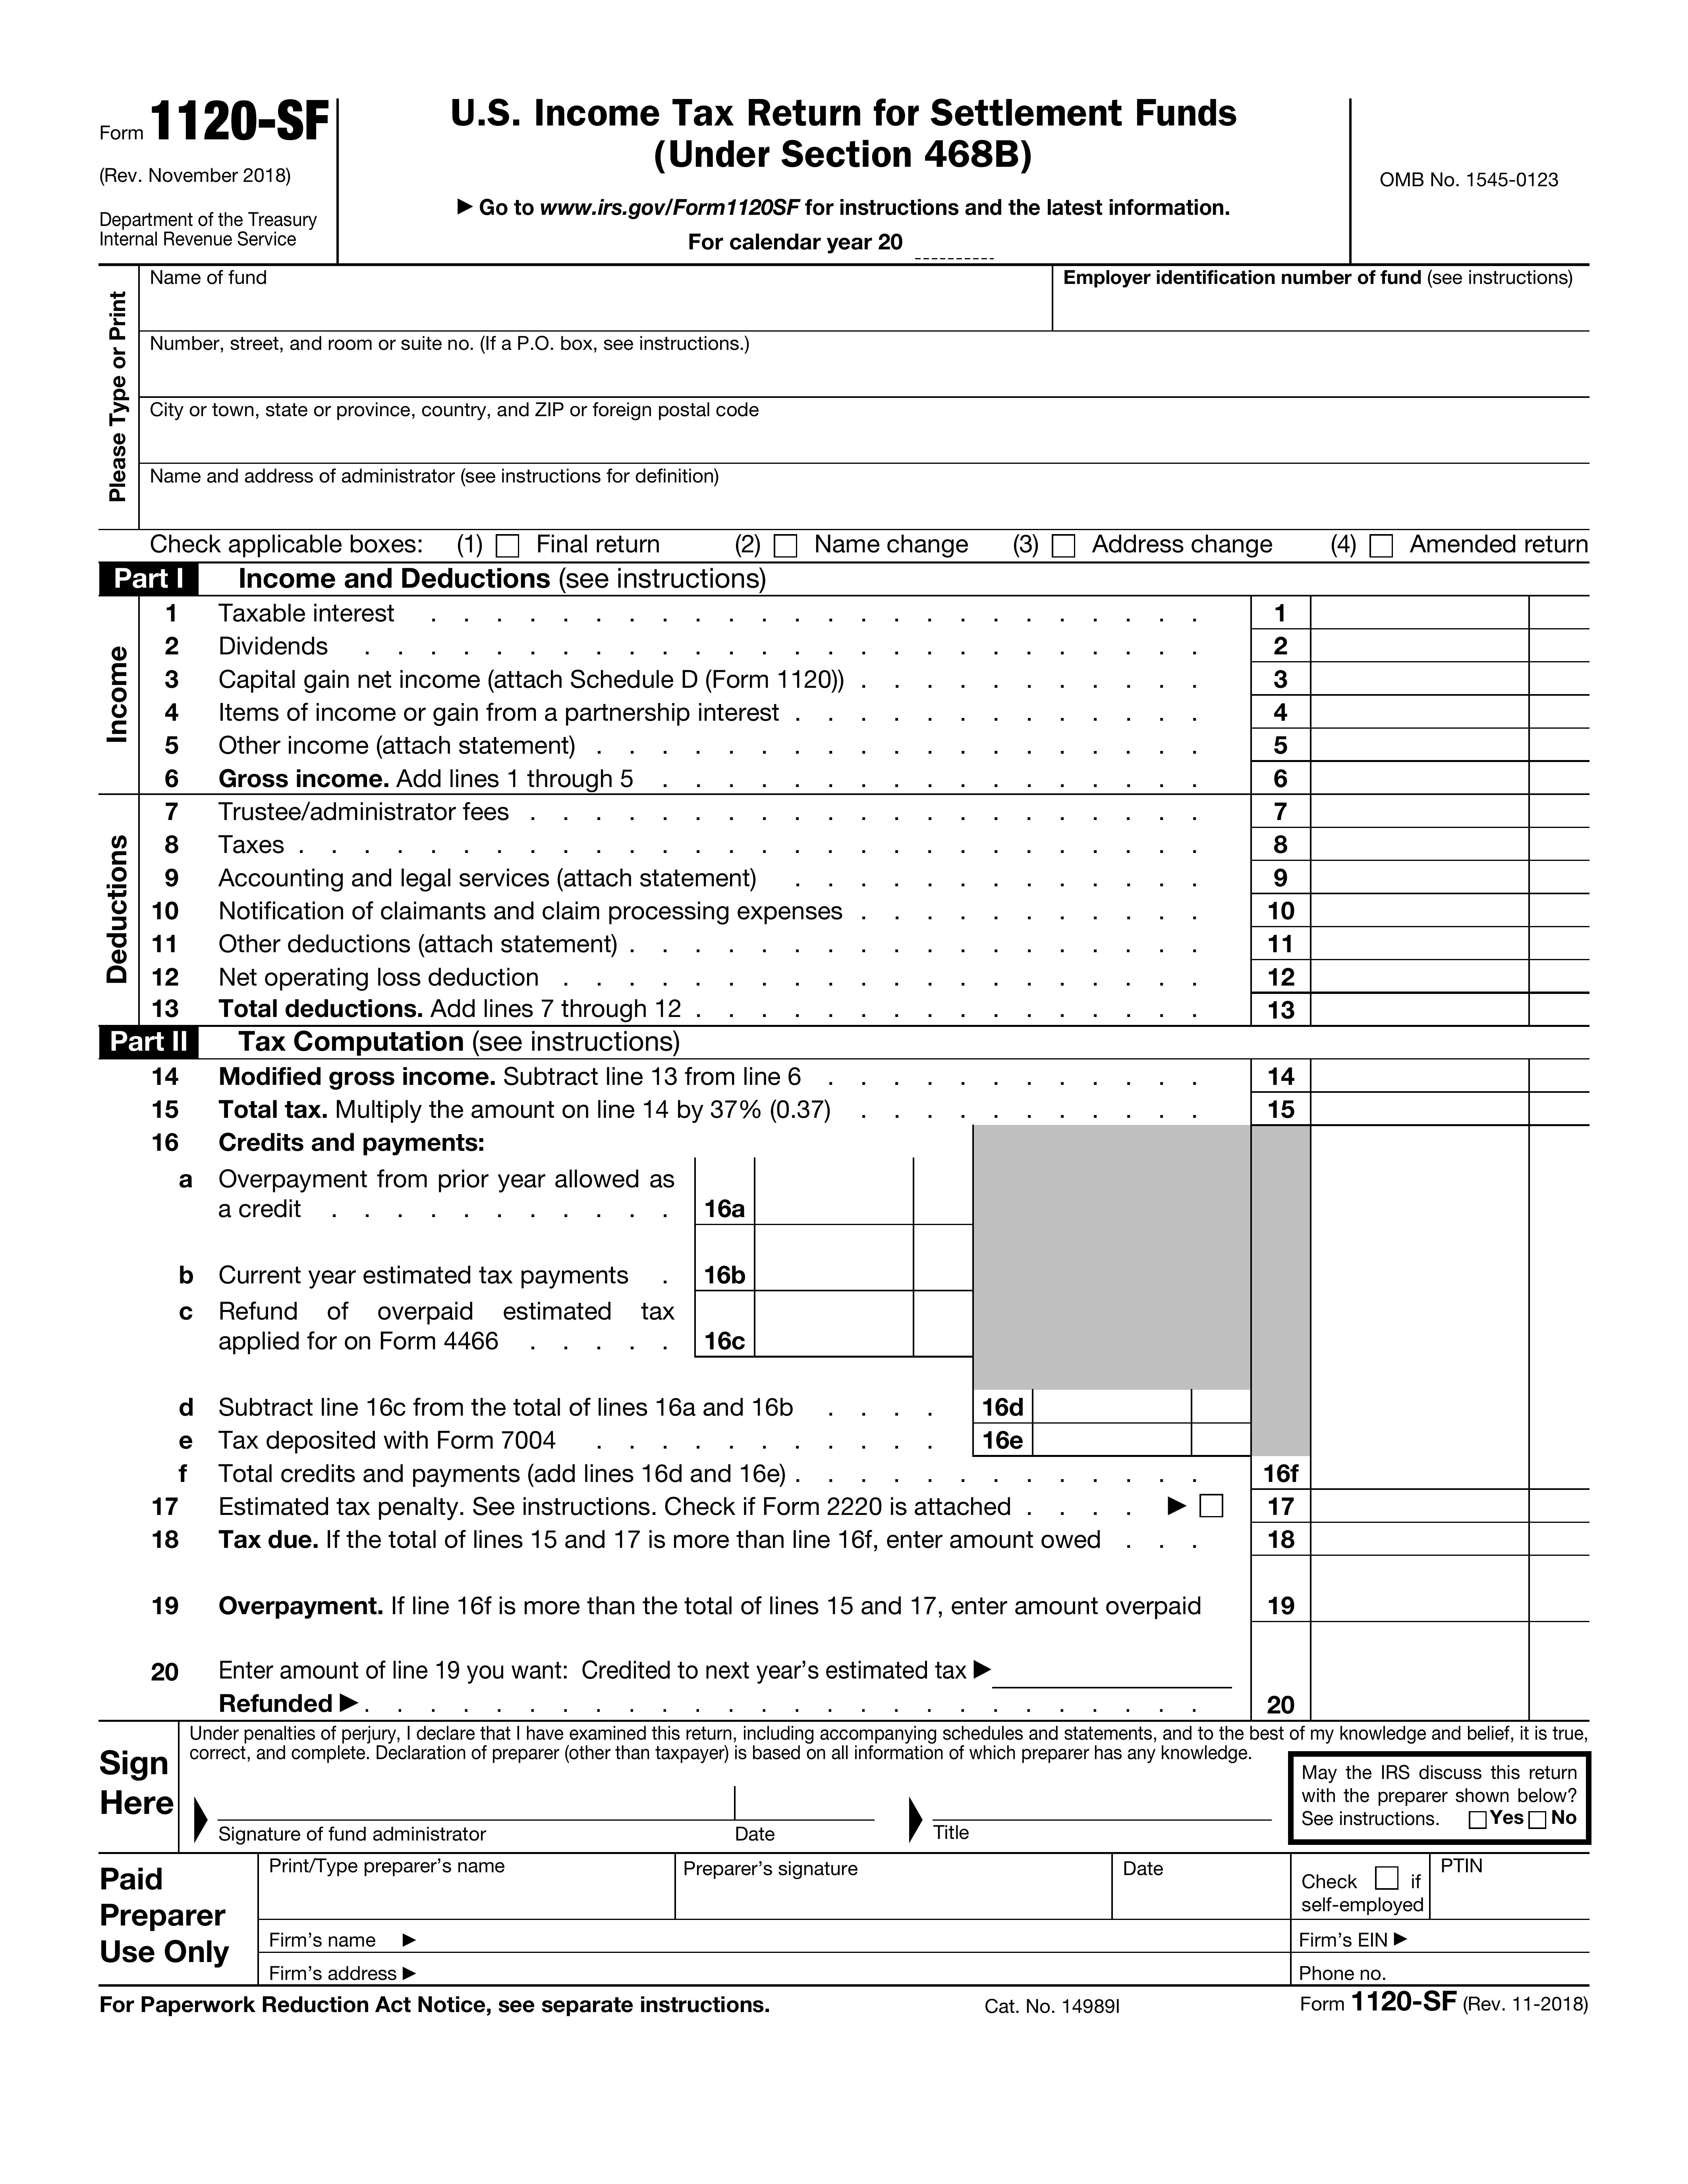 Form 1120-SF
(Rev. November 2018)
Department of the Treasury
Internal Revenue Service
U.S. Income Tax Return for Settlement Funds
(Under Section 468B)
▶ Go to www.irs.gov/Form1120SF for instructions and the latest information.
For calendar year 20
OMB No. 1545-0123
Please Type or Print
Name of fund
Employer identification number of fund (see instructions)
Number, street, and room or suite no. (If a P.O. box, see instructions.)
City or town, state or province, country, and ZIP or foreign postal code
Name and address of administrator (see instructions for definition)
Check applicable boxes: (1) Final return (2) Name change (3) Address change (4) Amended return
Part I Income and Deductions (see instructions)
Income
1 Taxable interest . . . . . . . . . . . . . . . . . . . . . . . . 1
2 Dividends . . . . . . . . . . . . . . . . . . . . . . . . . . 2
3 Capital gain net income (attach Schedule D (Form 1120)) . . . . . . . . . . . 3
4 Items of income or gain from a partnership interest . . . . . . . . . . . . . 4
5 Other income (attach statement) . . . . . . . . . . . . . . . . . . . 5
6 Gross income. Add lines 1 through 5 . . . . . . . . . . . . . . . . . 6
Deductions
7 Trustee/administrator fees . . . . . . . . . . . . . . . . . . . . . 7
8 Taxes . . . . . . . . . . . . . . . . . . . . . . . . . . . . 8
9 Accounting and legal services (attach statement) . . . . . . . . . . . . . 9
10 Notification of claimants and claim processing expenses . . . . . . . . . . . 10
11 Other deductions (attach statement) . . . . . . . . . . . . . . . . . . 11
12 Net operating loss deduction . . . . . . . . . . . . . . . . . . . . 12
13 Total deductions. Add lines 7 through 12 . . . . . . . . . . . . . . . . 13
Part II Tax Computation (see instructions)
14 Modified gross income. Subtract line 13 from line 6 . . . . . . . . . . . . 14
15 Total tax. Multiply the amount on line 14 by 37% (0.37) . . . . . . . . . . . 15
16 Credits and payments:
a Overpayment from prior year allowed as
a credit . . . . . . . . . . . 16a
b Current year estimated tax payments . 16b
c Refund of overpaid estimated tax
applied for on Form 4466 . . . . . 16c
d Subtract line 16c from the total of lines 16a and 16b . . . . 16d
e Tax deposited with Form 7004 . . . . . . . . . . . 16e
f Total credits and payments (add lines 16d and 16e) . . . . . . . . . . . . . 16f
17 Estimated tax penalty. See instructions. Check if Form 2220 is attached . . . . ▶ 17
18 Tax due. If the total of lines 15 and 17 is more than line 16f, enter amount owed . . . 18
19 Overpayment. If line 16f is more than the total of lines 15 and 17, enter amount overpaid 19
20 Enter amount of line 19 you want: Credited to next year's estimated tax ▶
Refunded ▶ . . . . . . . . . . . . . . . . . . . . . . . . . . 20
Sign Here
Under penalties of perjury, I declare that I have examined this return, including accompanying schedules and statements, and to the best of my knowledge and belief, it is true,
correct, and complete. Declaration of preparer (other than taxpayer) is based on all information of which preparer has any knowledge.
Signature of fund administrator Date Title
May the IRS discuss this return
with the preparer shown below?
See instructions. Yes No
Paid Preparer Use Only
Print/Type preparer's name Preparer's signature Date Check if self-employed PTIN
Firm's name ▶ Firm's EIN ▶
Firm's address ▶ Phone no.
For Paperwork Reduction Act Notice, see separate instructions. Cat. No. 14989I Form 1120-SF (Rev. 11-2018)